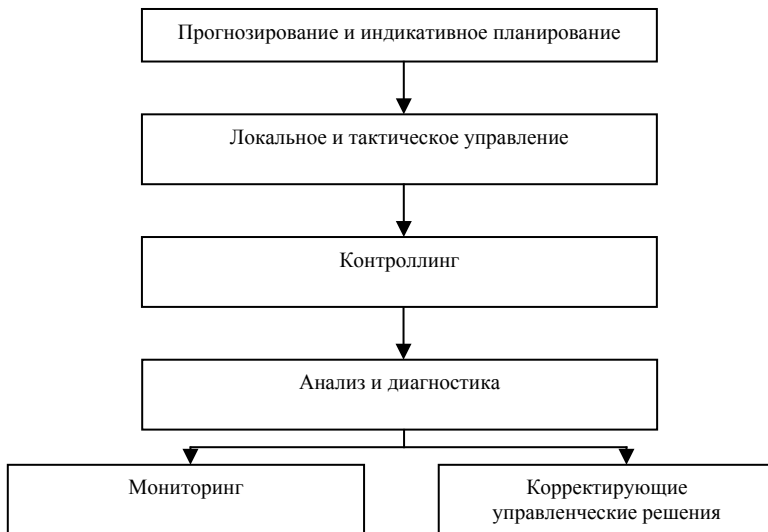 Прогнозирование и индикативное планирование
Локальное и тактическое управление
Контроллинг
Анализ и диагностика
Мониторинг
Корректирующие
управленческие решения